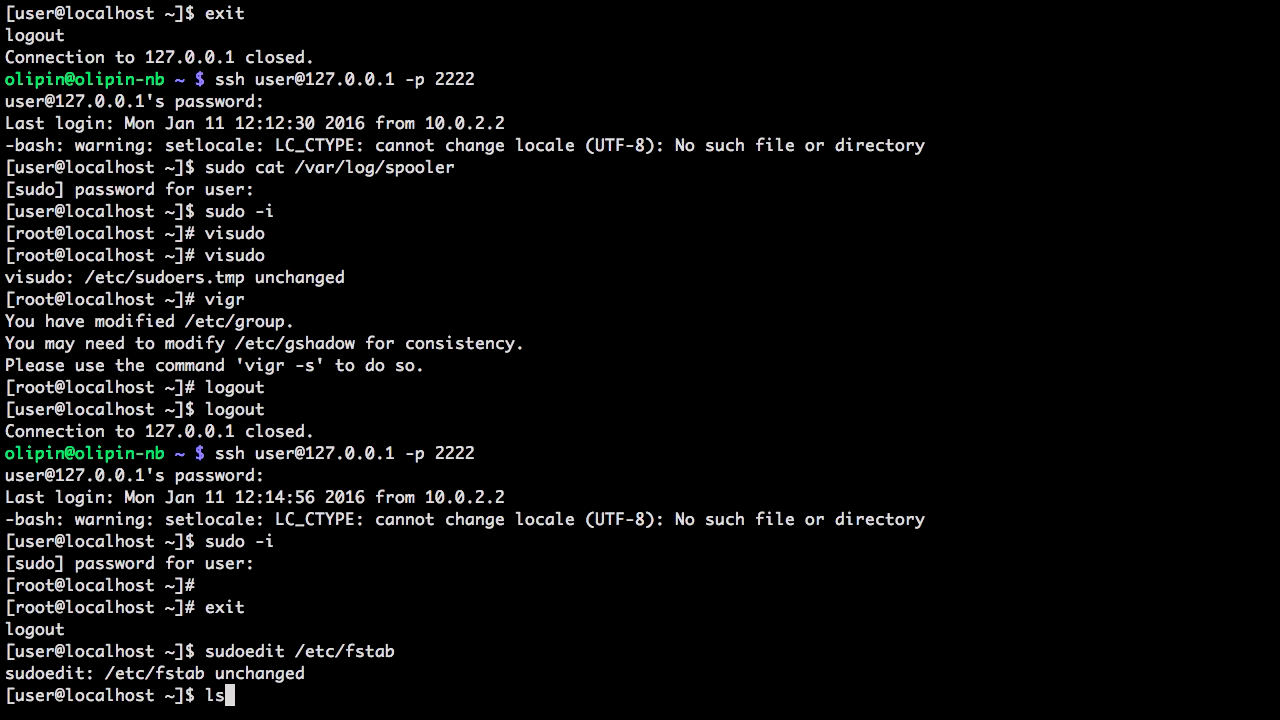 [user@localhost ~]$ exit
logout
Connection to 127.0.0.1 closed.
olipin@olipin-nb ~ $ ssh user@127.0.0.1 -p 2222
user@127.0.0.1's password:
Last login: Mon Jan 11 12:12:30 2016 from 10.0.2.2
-bash: warning: setlocale: LC_CTYPE: cannot change locale (UTF-8): No such file or directory
[user@localhost ~]$ sudo cat /var/log/spooler
[sudo] password for user:
[user@localhost ~]$ sudo -i
[root@localhost ~]# visudo
[root@localhost ~]# visudo
visudo: /etc/sudoers.tmp unchanged
[root@localhost ~]# vigr
You have modified /etc/group.
You may need to modify /etc/gshadow for consistency.
Please use the command 'vigr -s' to do so.
[root@localhost ~]# logout
[user@localhost ~]$ logout
Connection to 127.0.0.1 closed.
olipin@olipin-nb ~ $ ssh user@127.0.0.1 -p 2222
user@127.0.0.1's password:
Last login: Mon Jan 11 12:14:56 2016 from 10.0.2.2
-bash: warning: setlocale: LC_CTYPE: cannot change locale (UTF-8): No such file or directory
[user@localhost ~]$ sudo -i
[sudo] password for user:
[root@localhost ~]#
[root@localhost ~]# exit
logout
[user@localhost ~]$ sudoedit /etc/fstab
sudoedit: /etc/fstab unchanged
[user@localhost ~]$ ls